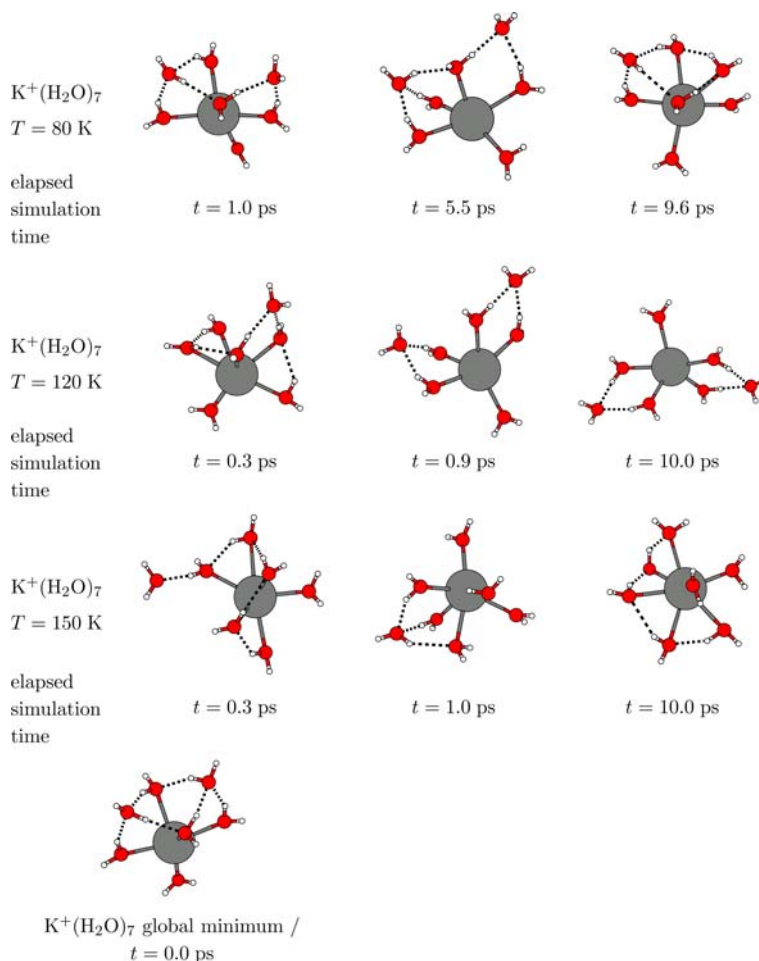 K⁺(H₂O)₇
T = 80 K
elapsed
simulation
time
t = 1.0 ps
t = 5.5 ps
t = 9.6 ps
K⁺(H₂O)₇
T = 120 K
elapsed
simulation
time
t = 0.3 ps
t = 0.9 ps
t = 10.0 ps
K⁺(H₂O)₇
T = 150 K
elapsed
simulation
time
t = 0.3 ps
t = 1.0 ps
t = 10.0 ps
K⁺(H₂O)₇ global minimum /
t = 0.0 ps